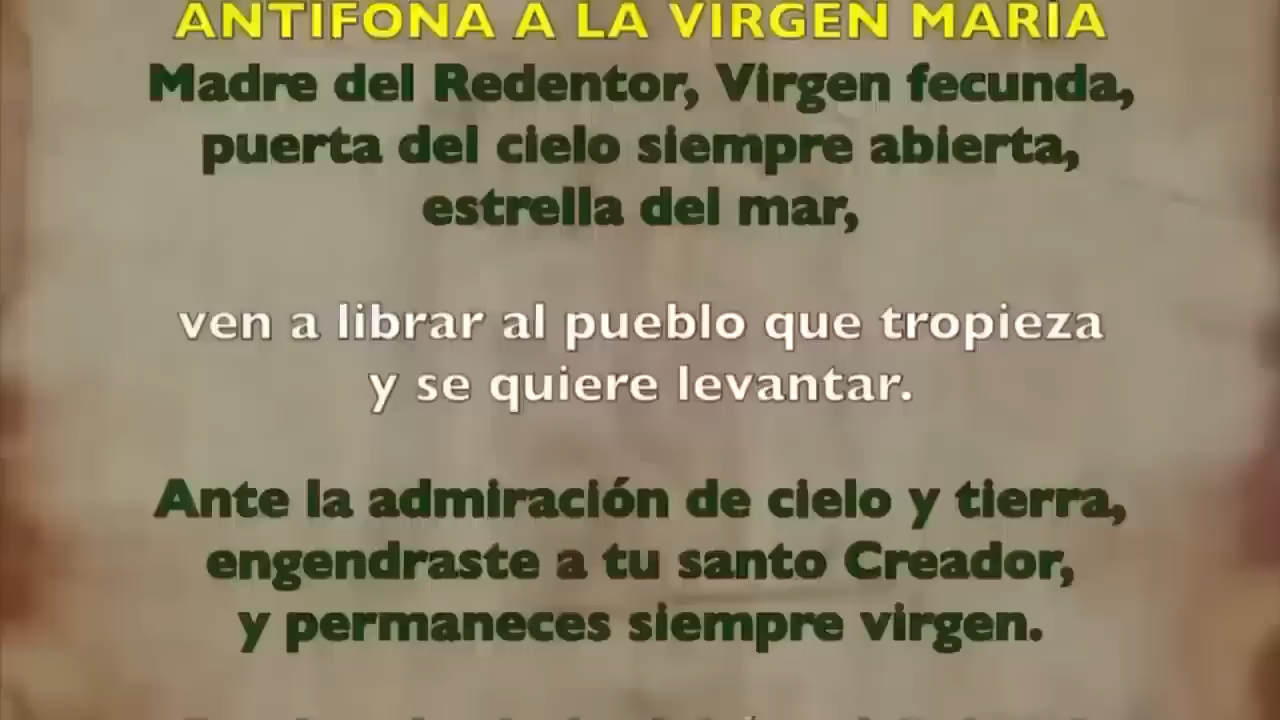 ANTÍFONA A LA VIRGEN MARÍA
Madre del Redentor, Virgen fecunda,
puerta del cielo siempre abierta,
estrella del mar,
ven a librar al pueblo que tropieza
y se quiere levantar.
Ante la admiración de cielo y tierra,
engendraste a tu santo Creador,
y permaneces siempre virgen.